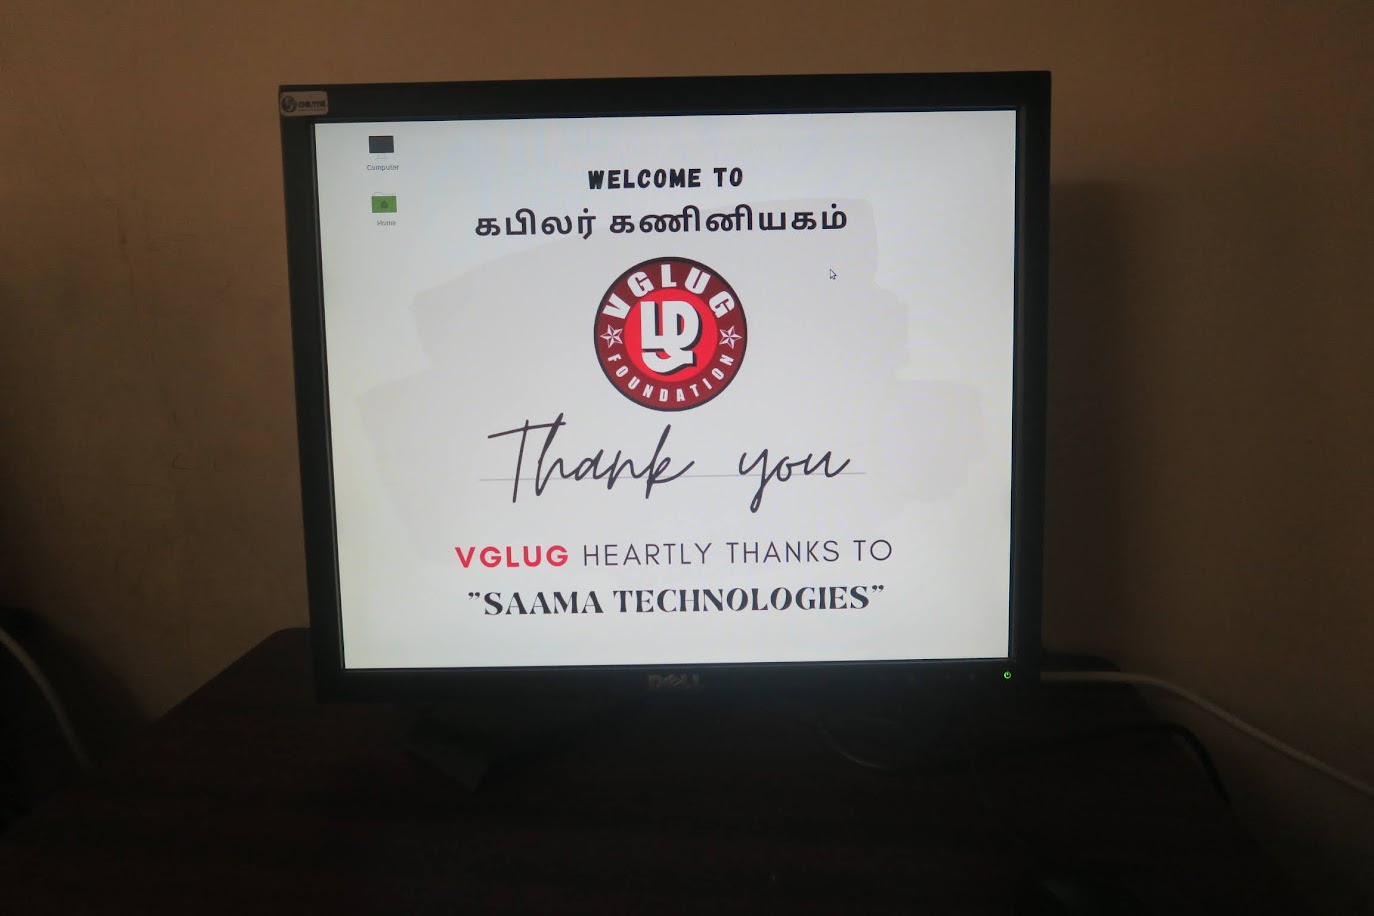 Computer
Home
WELCOME TO
கபிலர் கணினியகம்
VGLUG
ழ
FOUNDATION
Thank you
VGLUG HEARTLY THANKS TO
"SAAMA TECHNOLOGIES"
DELL